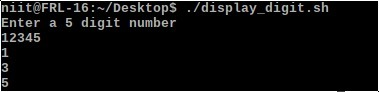 niit@FRL-16:~/Desktop$ ./display_digit.sh
Enter a 5 digit number
12345
1
3
5